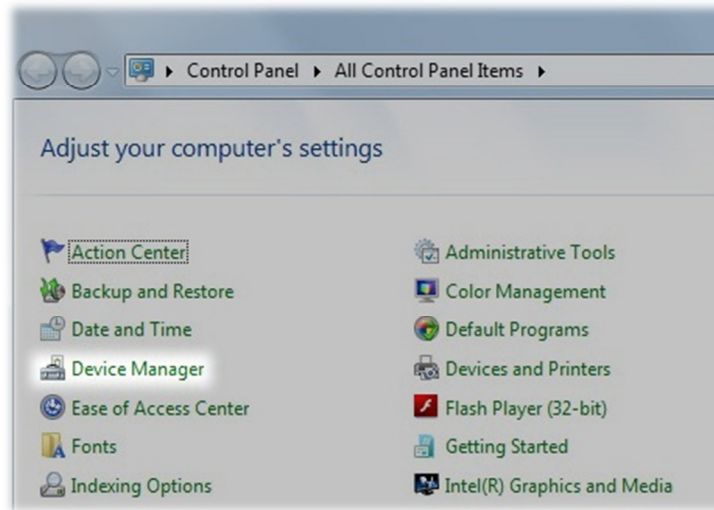 Control Panel ▸ All Control Panel Items ▸
Adjust your computer's settings
Action Center
Administrative Tools
Backup and Restore
Color Management
Date and Time
Default Programs
Device Manager
Devices and Printers
Ease of Access Center
Flash Player (32-bit)
Fonts
Getting Started
Indexing Options
Intel(R) Graphics and Media